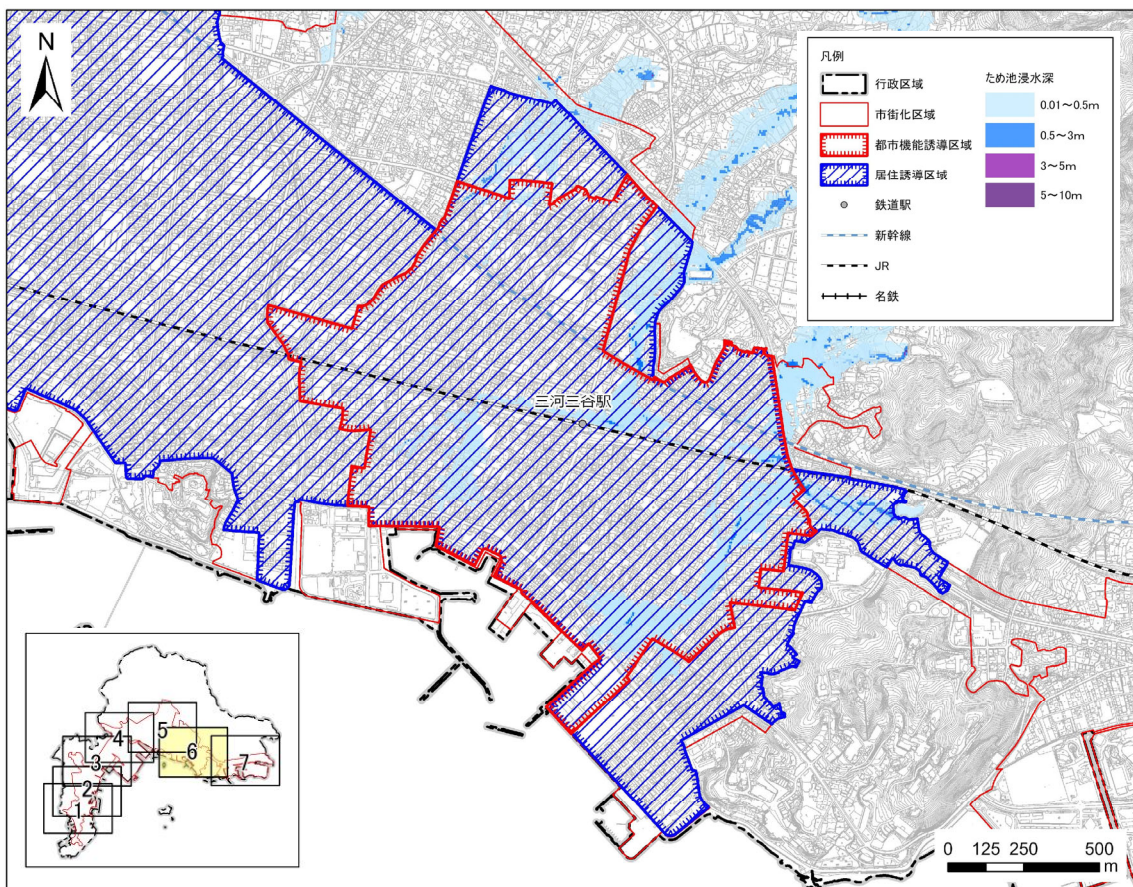 N
凡例
行政区域
市街化区域
都市機能誘導区域
居住誘導区域
鉄道駅
新幹線
JR
名鉄
ため池浸水深
0.01～0.5m
0.5～3m
3～5m
5～10m
三河三谷駅
5
4
6
3
7
2
1
0 125 250 500
m